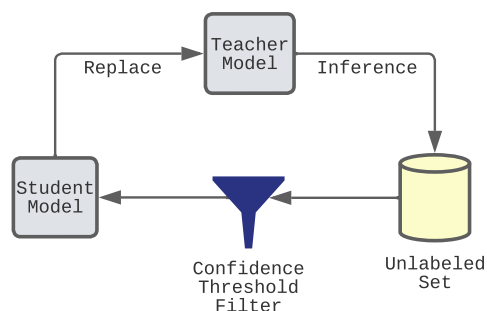 Teacher
Model
Replace
Inference
Student
Model
Confidence
Threshold
Filter
Unlabeled
Set